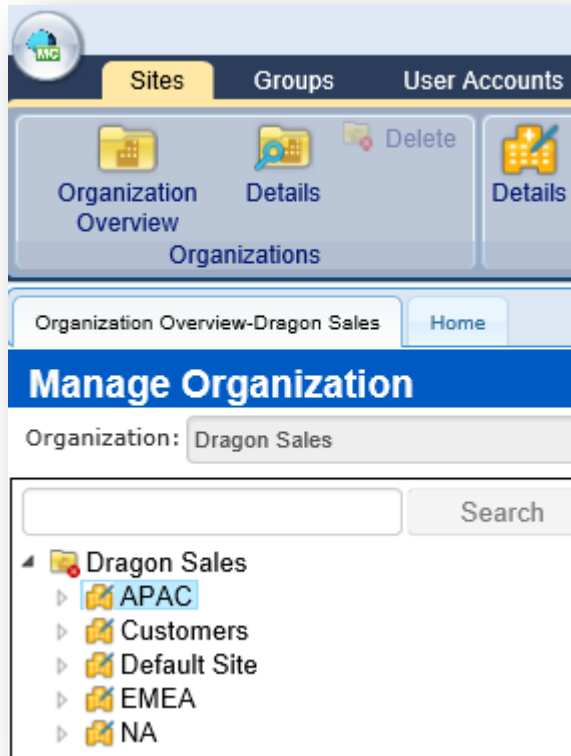 MC
Sites Groups User Accounts
Organization Overview Details Delete Details
Organizations
Organization Overview-Dragon Sales Home
Manage Organization
Organization: Dragon Sales
Search
Dragon Sales
APAC
Customers
Default Site
EMEA
NA